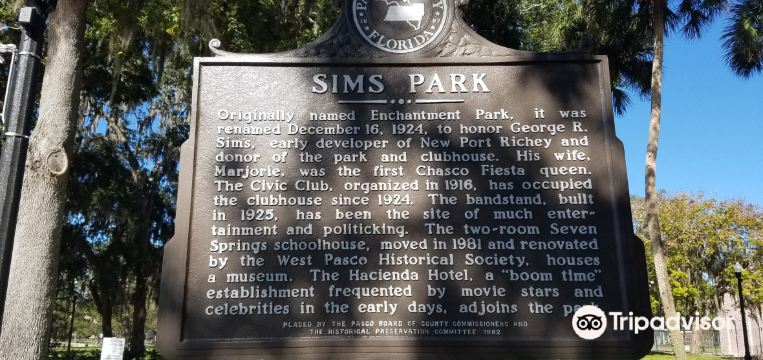 FLORIDA
SIMS PARK
Originally named Enchantment Park, it was
renamed December 16, 1924, to honor George R.
Sims, early developer of New Port Richey and
donor of the park and clubhouse. His wife,
Marjorie, was the first Chasco Fiesta queen.
The Civic Club, organized in 1916, has occupied
the clubhouse since 1924. The bandstand, built
in 1925, has been the site of much enter-
tainment and politicking. The two-room Seven
Springs schoolhouse, moved in 1981 and renovated
by the West Pasco Historical Society, houses
a museum. The Hacienda Hotel, a "boom time"
establishment frequented by movie stars and
celebrities in the early days, adjoins the park
PLACED BY THE PASCO BOARD OF COUNTY COMMISSIONERS AND
THE HISTORICAL PRESERVATION COMMITTEE 1982
Tripadvisor